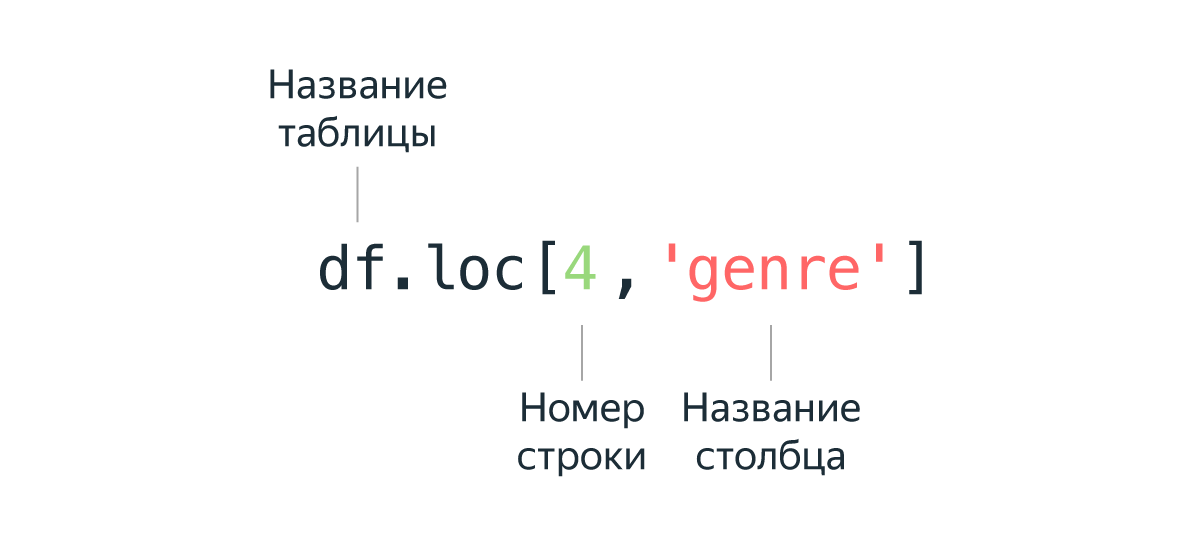 Название
таблицы
df.loc[4,'genre']
Номер
строки
Название
столбца